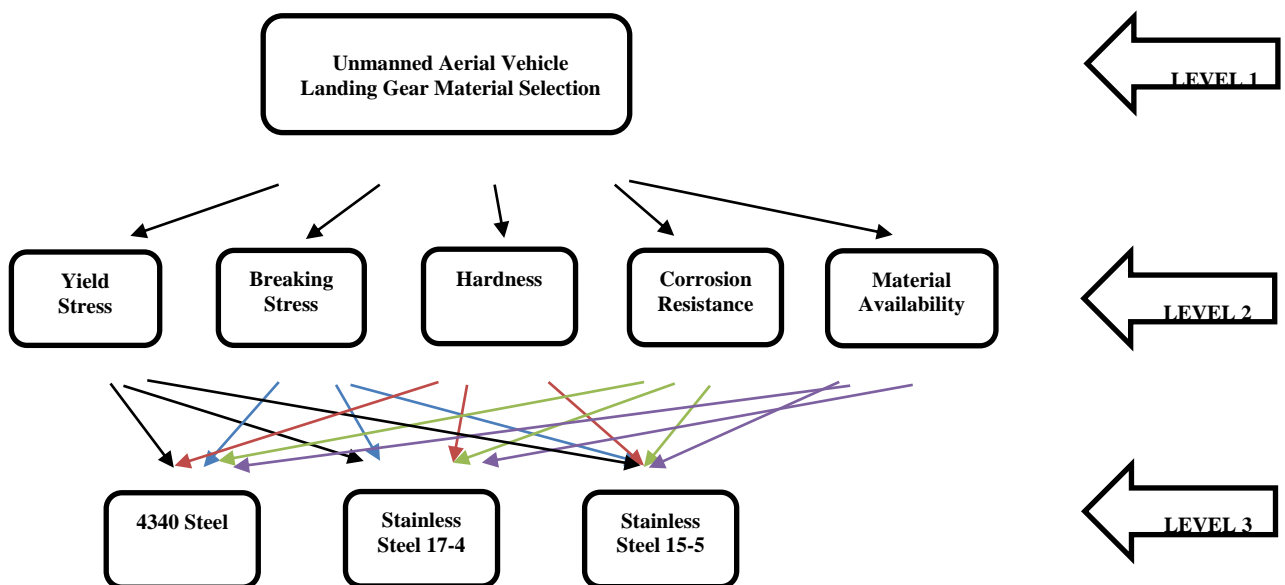 Unmanned Aerial Vehicle
Landing Gear Material Selection
LEVEL 1
Yield
Stress
Breaking
Stress
Hardness
Corrosion
Resistance
Material
Availability
LEVEL 2
4340 Steel
Stainless
Steel 17-4
Stainless
Steel 15-5
LEVEL 3